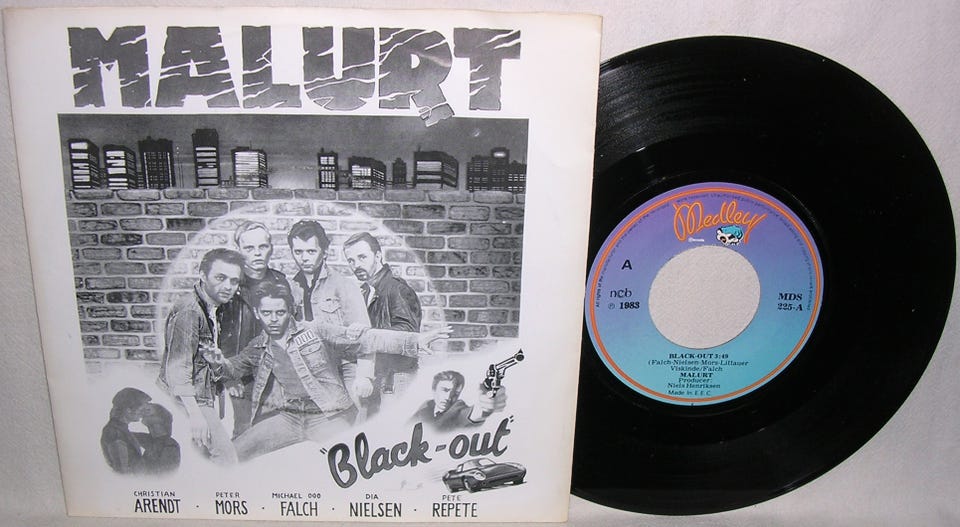 MALURT
"Black-out"
CHRISTIAN ARENDT · PETER MORS · MICHAEL OOO FALCH · DIA NIELSEN · PETE REPETE
Medley
A
ncb
℗ 1983
MDS
225-A
BLACK-OUT 3:49
(Falch-Nielsen-Mors-Littauer
Viskinde/Falch
MALURT
Producer:
Niels Henriksen
Made in E.E.C.